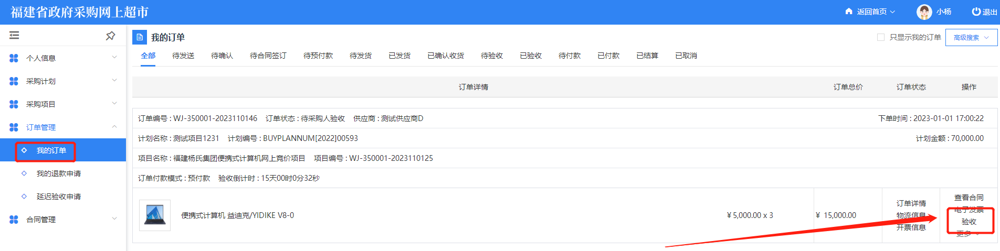 福建省政府采购网上超市
返回首页 小杨 退出
我的订单
只显示我的订单 高级搜索
全部 待发送 待确认 待合同签订 待预付款 待发货 已发货 已确认收货 待验收 已验收 待付款 已付款 已结算 已取消
个人信息
采购计划
采购项目
订单管理
我的订单
我的退款申请
延迟验收申请
合同管理
订单详情 订单总价 订单状态 操作
订单编号 : WJ-350001-2023110146 订单状态 : 待采购人验收 供应商 : 测试供应商D 下单时间 : 2023-01-01 17:00:22
计划名称 : 测试项目1231 计划编号 : BUYPLANNUM[2022]00593 计划金额 : 70,000.00
项目名称 : 福建杨氏集团便携式计算机网上竞价项目 项目编号 : WJ-350001-2023110125
订单付款模式 : 预付款 验收倒计时 : 15天00时0分32秒
便携式计算机 益迪克/YIDIKE V8-0 ¥5,000.00 x 3 ¥ 15,000.00
订单详情
物流信息
开票信息
查看合同
电子发票
验收
更多